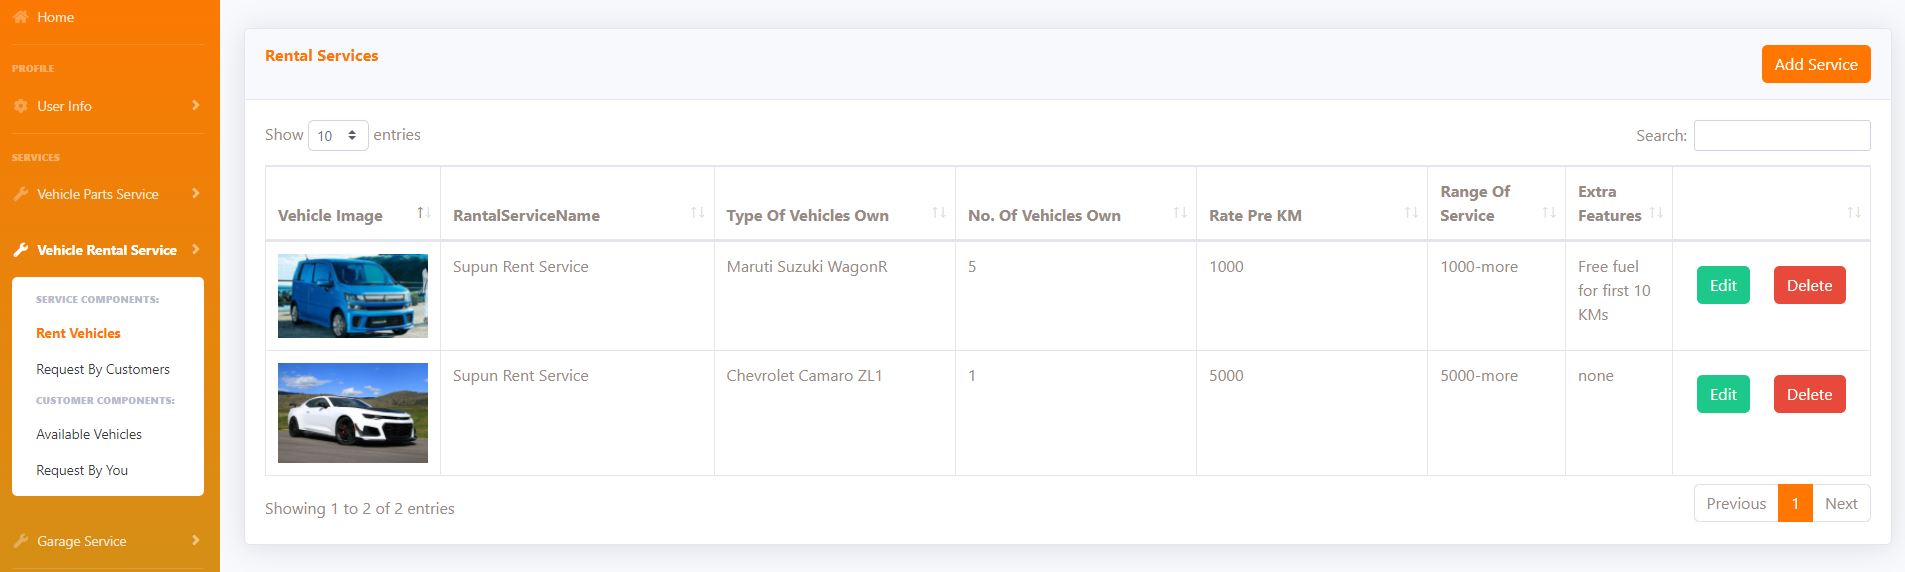 Home
PROFILE
User Info
SERVICES
Vehicle Parts Service
Vehicle Rental Service
SERVICE COMPONENTS:
Rent Vehicles
Request By Customers
CUSTOMER COMPONENTS:
Available Vehicles
Request By You
Garage Service
Rental Services
Add Service
Show 10 entries
Search:
Vehicle Image
RantalServiceName
Type Of Vehicles Own
No. Of Vehicles Own
Rate Pre KM
Range Of
Service
Extra
Features
Supun Rent Service
Maruti Suzuki WagonR
5
1000
1000-more
Free fuel
for first 10
KMs
Edit
Delete
Supun Rent Service
Chevrolet Camaro ZL1
1
5000
5000-more
none
Edit
Delete
Showing 1 to 2 of 2 entries
Previous
1
Next